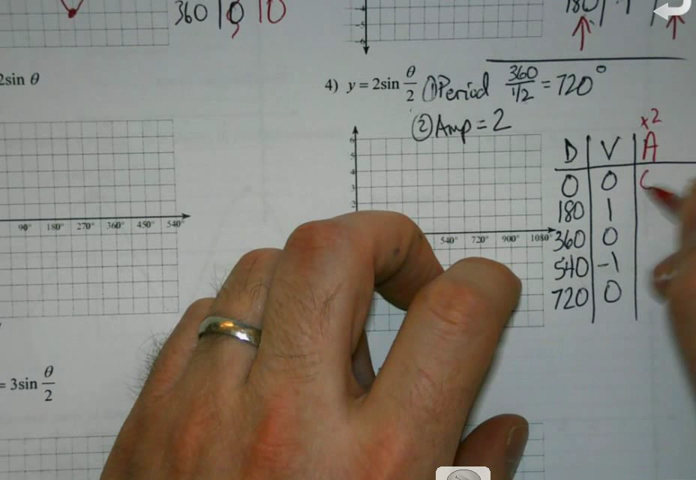 360 | 0 | 0
180
2sin θ
4) y = 2sin θ/2 ① Period 360/1/2 = 720°
② Amp = 2
x2
D | V | A
0 | 0
180 | 1
360 | 0
540 | -1
720 | 0
90° 180° 270° 360° 450° 540°
540° 720° 900° 1080°
= 3sin θ/2